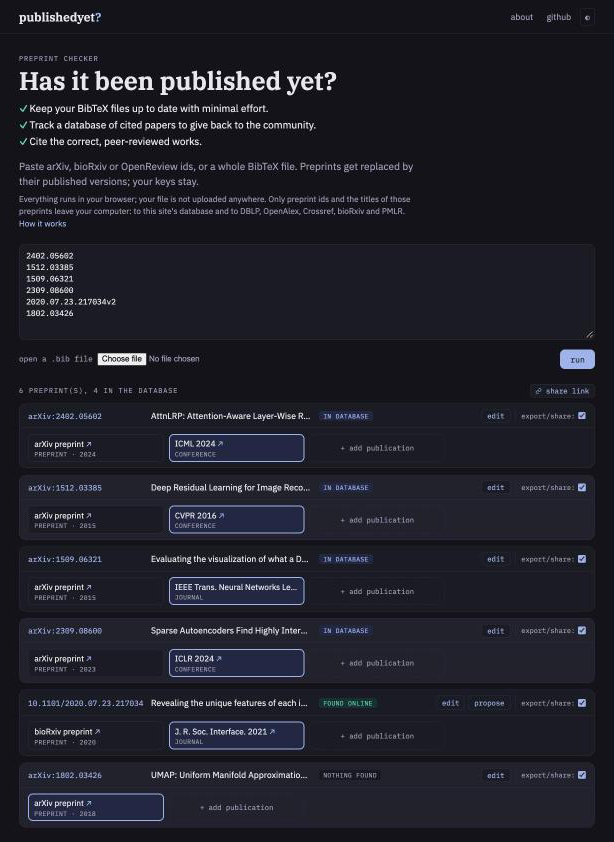 publishedyet?
about github
PREPRINT CHECKER
Has it been published yet?
✓ Keep your BibTeX files up to date with minimal effort.
✓ Track a database of cited papers to give back to the community.
✓ Cite the correct, peer-reviewed works.
Paste arXiv, bioRxiv or OpenReview ids, or a whole BibTeX file. Preprints get replaced by
their published versions; your keys stay.
Everything runs in your browser; your file is not uploaded anywhere. Only preprint ids and the titles of those
preprints leave your computer: to this site's database and to DBLP, OpenAlex, Crossref, bioRxiv and PMLR.
How it works
2402.05602
1512.03385
1509.06321
2309.08600
2020.07.23.217034v2
1802.03426
open a .bib file Choose file No file chosen run
6 PREPRINT(S), 4 IN THE DATABASE share link
arXiv:2402.05602 AttnLRP: Attention-Aware Layer-Wise R... IN DATABASE edit export/share:
arXiv preprint ↗ ICML 2024 ↗ + add publication
PREPRINT · 2024 CONFERENCE
arXiv:1512.03385 Deep Residual Learning for Image Reco... IN DATABASE edit export/share:
arXiv preprint ↗ CVPR 2016 ↗ + add publication
PREPRINT · 2015 CONFERENCE
arXiv:1509.06321 Evaluating the visualization of what a D... IN DATABASE edit export/share:
arXiv preprint ↗ IEEE Trans. Neural Networks Le... + add publication
PREPRINT · 2015 JOURNAL
arXiv:2309.08600 Sparse Autoencoders Find Highly Inter... IN DATABASE edit export/share:
arXiv preprint ↗ ICLR 2024 ↗ + add publication
PREPRINT · 2023 CONFERENCE
10.1101/2020.07.23.217034 Revealing the unique features of each i... FOUND ONLINE edit propose export/share:
bioRxiv preprint ↗ J. R. Soc. Interface. 2021 ↗ + add publication
PREPRINT · 2020 JOURNAL
arXiv:1802.03426 UMAP: Uniform Manifold Approximatio... NOTHING FOUND edit export/share:
arXiv preprint ↗ + add publication
PREPRINT · 2018